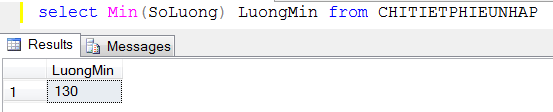 select Min(SoLuong) LuongMin from CHITIETPHIEUNHAP
Results Messages
LuongMin
1 130